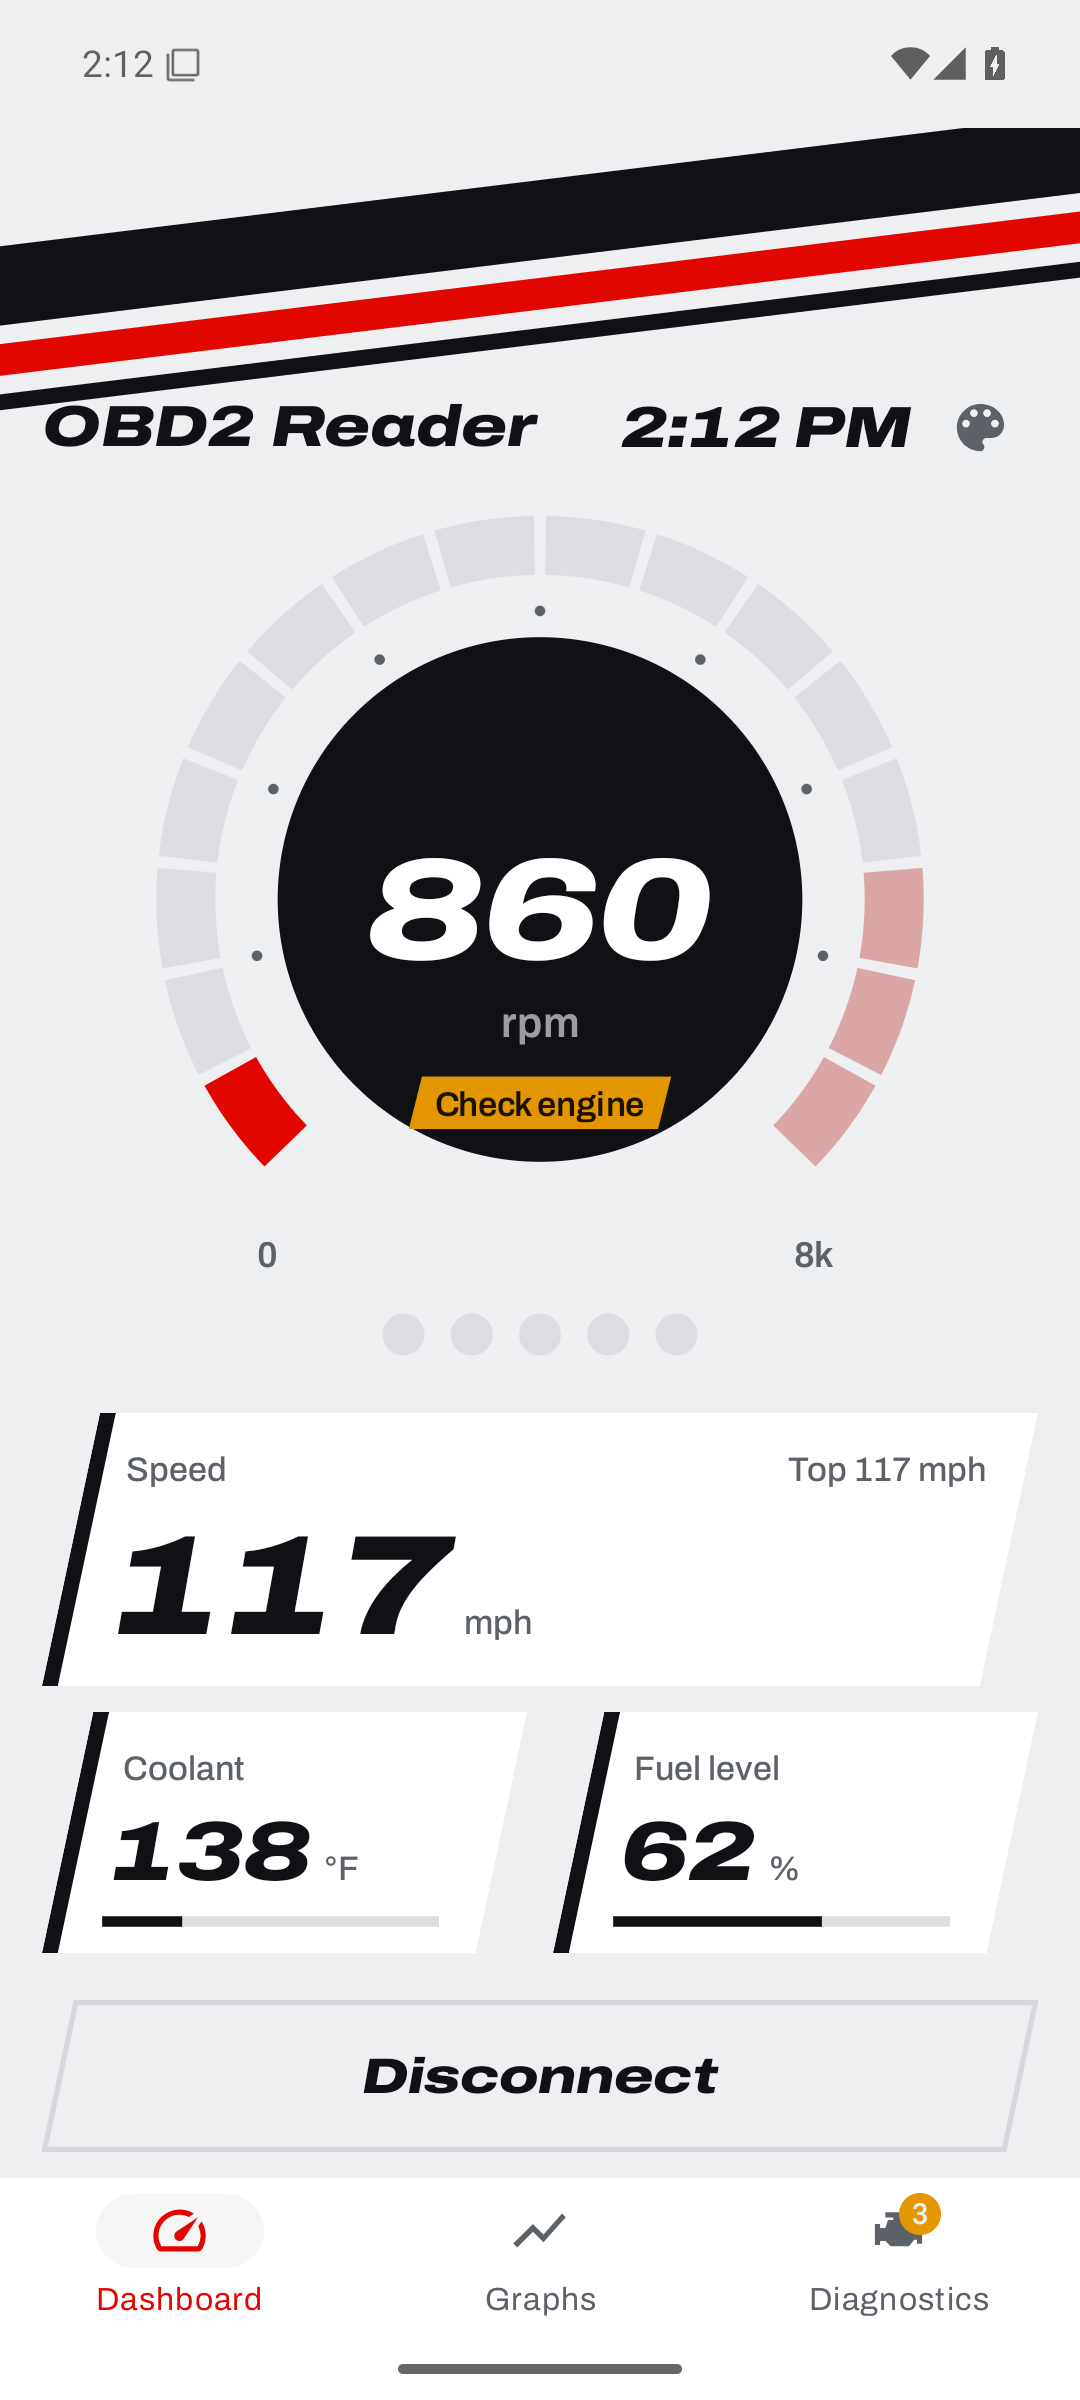 2:12
OBD2 Reader 2:12 PM
860
rpm
Check engine
0 8k
Speed Top 117 mph
117 mph
Coolant Fuel level
138 °F 62 %
Disconnect
3
Dashboard Graphs Diagnostics